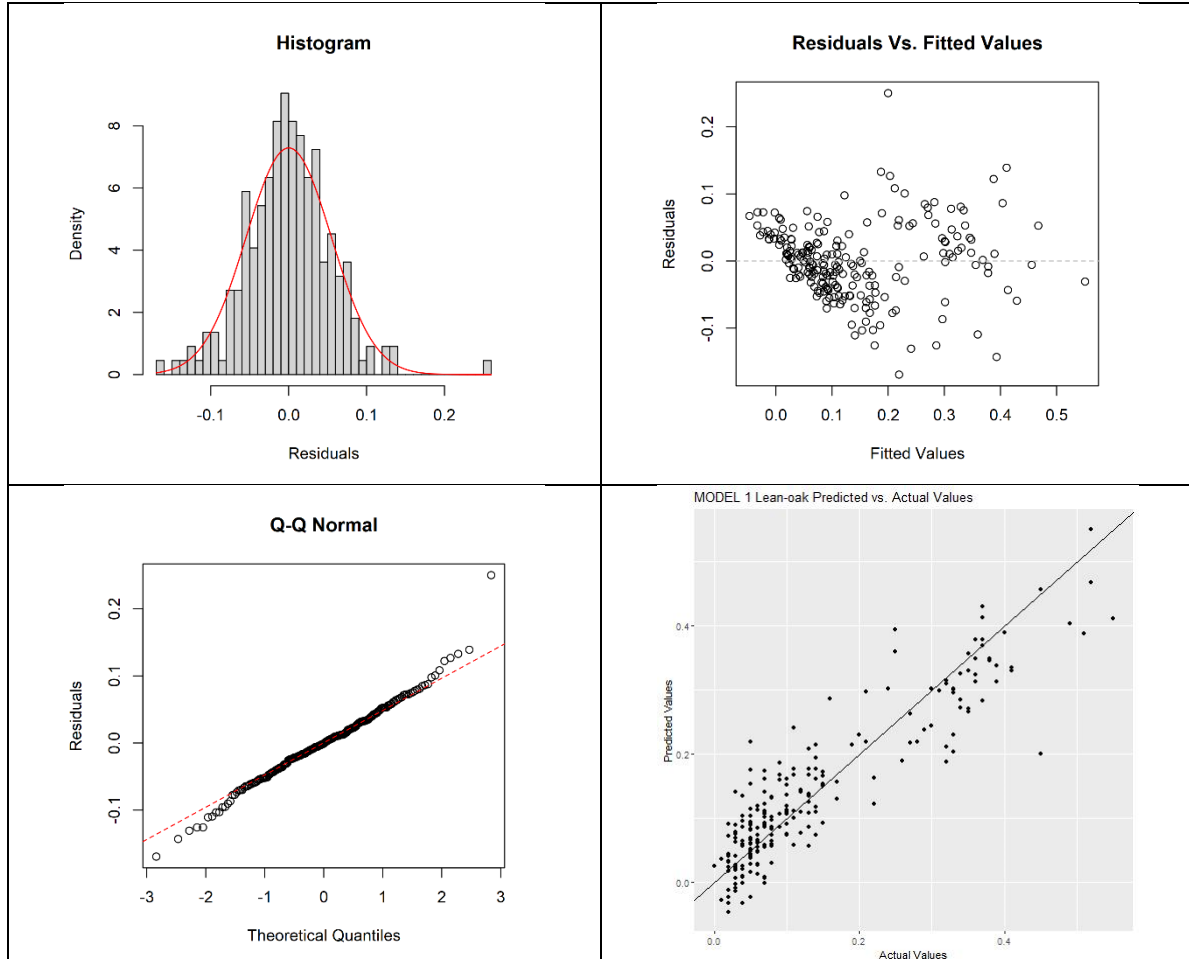 Histogram
Density
0 2 4 6 8
-0.1 0.0 0.1 0.2
Residuals
Residuals Vs. Fitted Values
Residuals
-0.1 0.0 0.1 0.2
0.0 0.1 0.2 0.3 0.4 0.5
Fitted Values
Q-Q Normal
Residuals
-0.1 0.0 0.1 0.2
-3 -2 -1 0 1 2 3
Theoretical Quantiles
MODEL 1 Lean-oak Predicted vs. Actual Values
Predicted Values
0.4
0.2
0.0
0.0 0.2 0.4
Actual Values